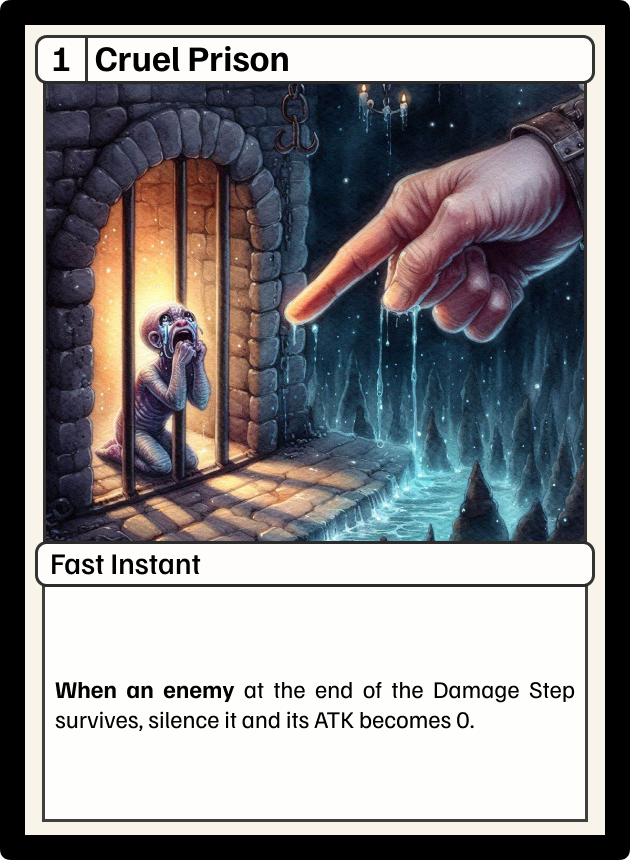 1 Cruel Prison
Fast Instant
When an enemy at the end of the Damage Step
survives, silence it and its ATK becomes 0.